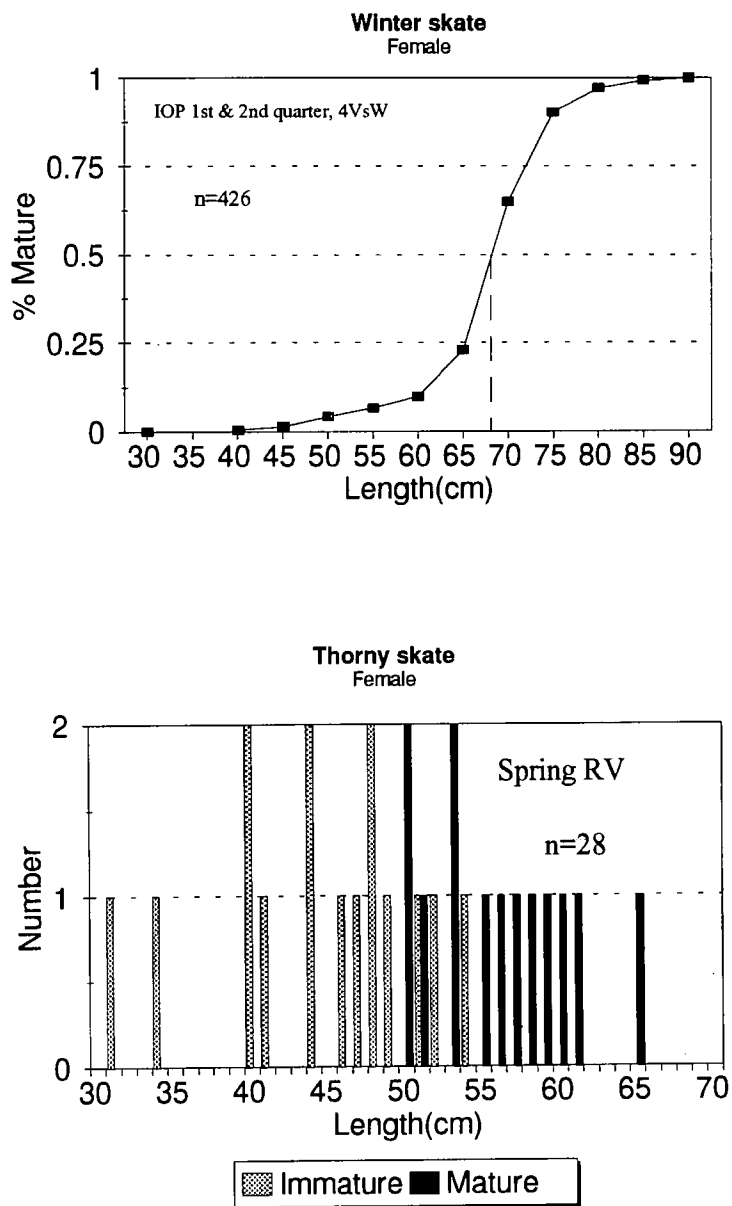 Winter skate
Female
IOP 1st & 2nd quarter, 4VsW
n=426
% Mature
1
0.75
0.5
0.25
0
30 35 40 45 50 55 60 65 70 75 80 85 90
Length(cm)
Thorny skate
Female
Spring RV
n=28
Number
2
1
0
30 35 40 45 50 55 60 65 70
Length(cm)
Immature Mature